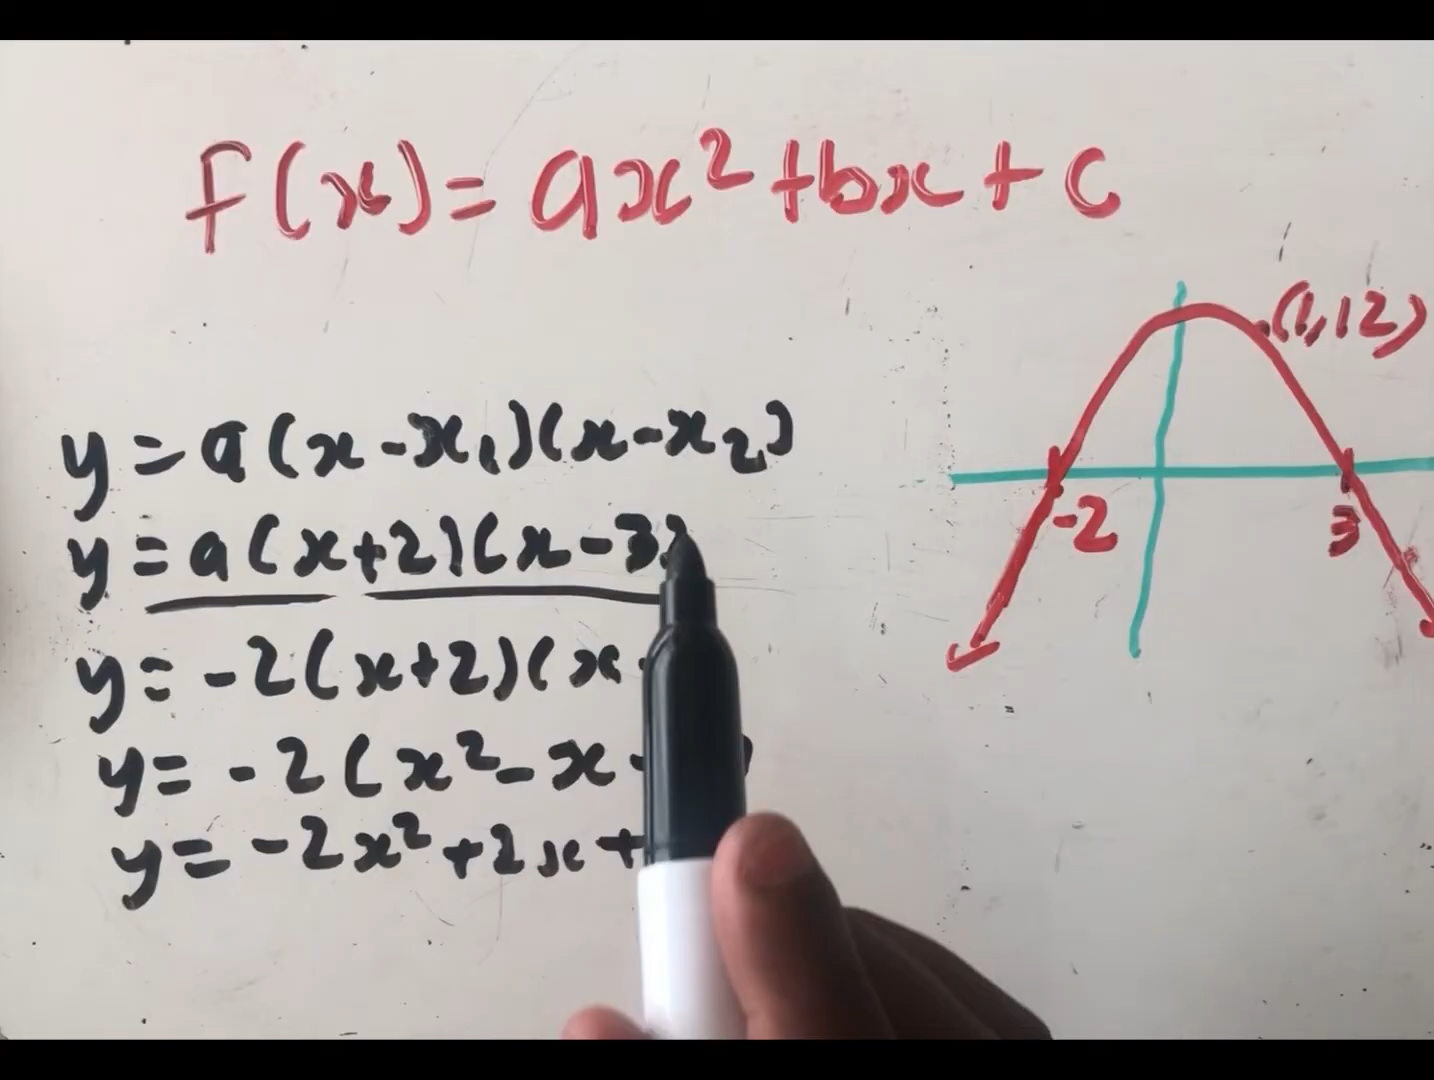 f(x) = ax² + bx + c
(1, 12)
y = a(x - x₁)(x - x₂)
y = a(x + 2)(x - 3)
-2
3
y = -2(x + 2)(x
y = -2(x² - x
y = -2x² + 2x +